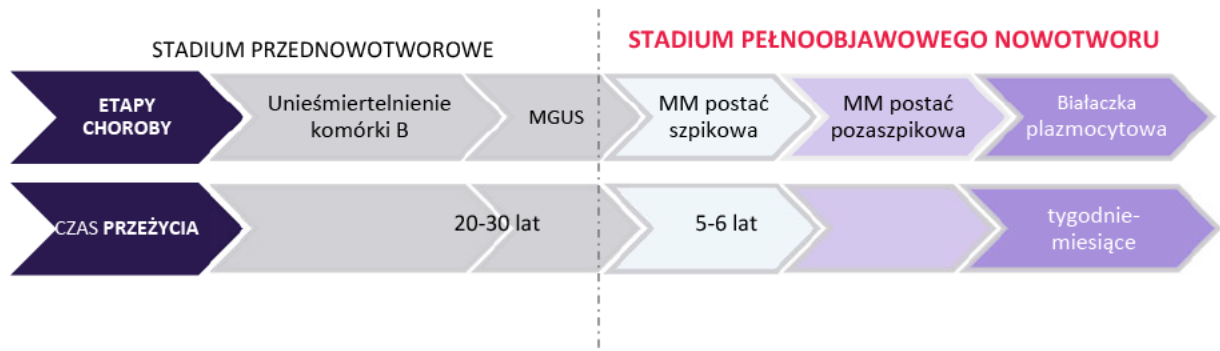 STADIUM PRZEDNOWOTWOROWE
STADIUM PEŁNOOBJAWOWEGO NOWOTWORU
ETAPY
CHOROBY
Unieśmiertelnienie
komórki B
MGUS
MM postać
szpikowa
MM postać
pozaszpikowa
Białaczka
plazmocytowa
CZAS PRZEŻYCIA
20-30 lat
5-6 lat
tygodnie-
miesiące